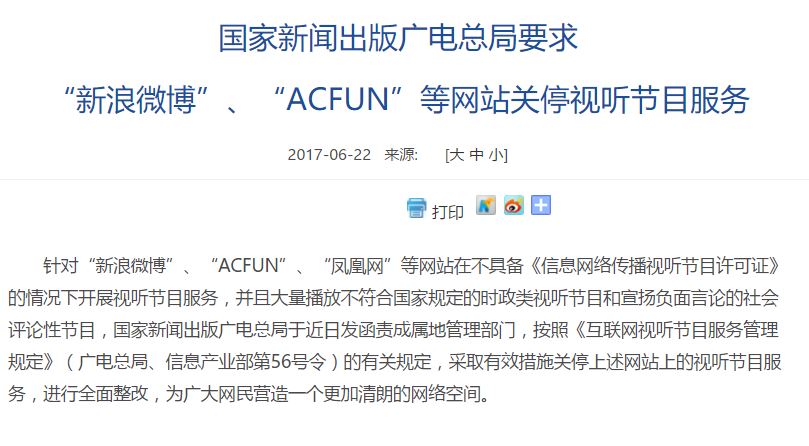 国家新闻出版广电总局要求
“新浪微博”、“ACFUN”等网站关停视听节目服务
2017-06-22 来源: [大 中 小]
打印
针对“新浪微博”、“ACFUN”、“凤凰网”等网站在不具备《信息网络传播视听节目许可证》
的情况下开展视听节目服务，并且大量播放不符合国家规定的时政类视听节目和宣扬负面言论的社会
评论性节目，国家新闻出版广电总局于近日发函责成属地管理部门，按照《互联网视听节目服务管理
规定》（广电总局、信息产业部第56号令）的有关规定，采取有效措施关停上述网站上的视听节目服
务，进行全面整改，为广大网民营造一个更加清朗的网络空间。